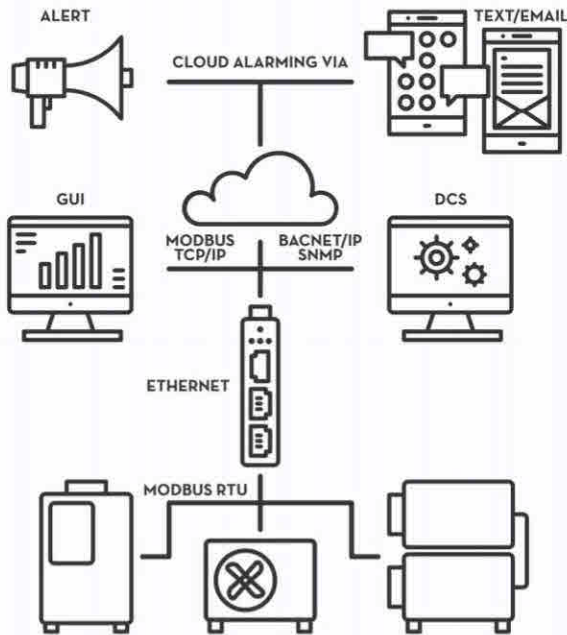 ALERT
TEXT/EMAIL
CLOUD ALARMING VIA
GUI
DCS
MODBUS
TCP/IP
BACNET/IP
SNMP
ETHERNET
MODBUS RTU